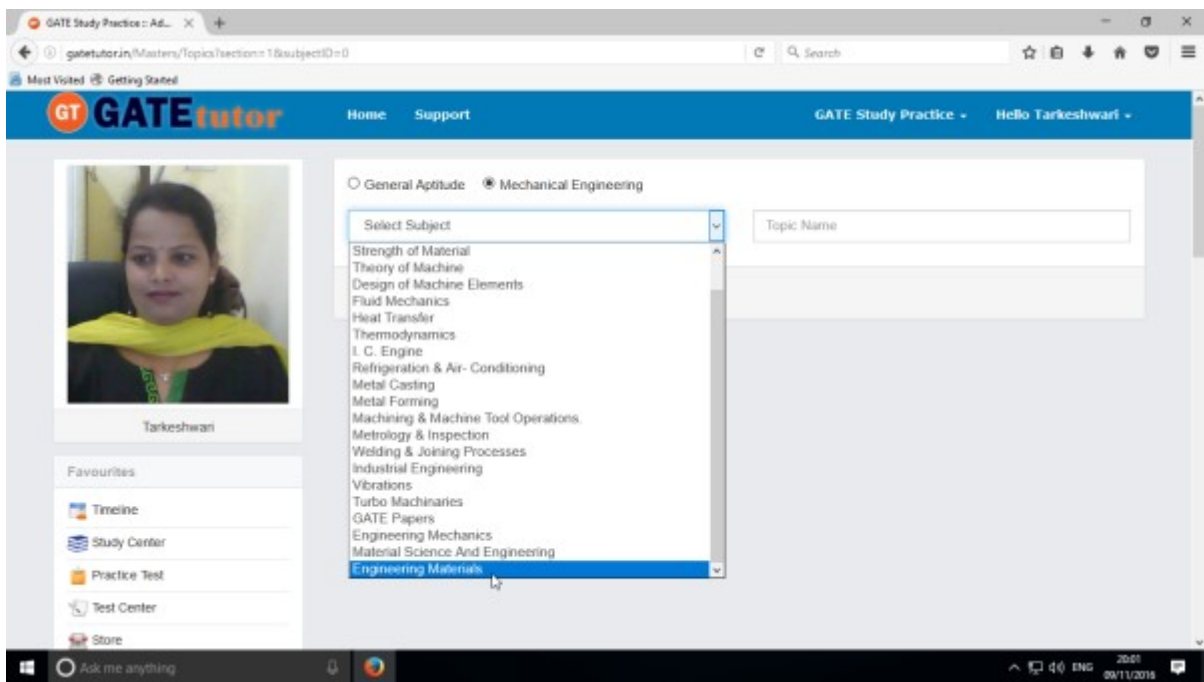 GATE Study Practice :: Ad...
gatetutor.in/Masters/Topics?section=1&subjectID=0
Search
Most Visited Getting Started
GT GATEtutor Home Support GATE Study Practice Hello Tarkeshwari
General Aptitude Mechanical Engineering
Select Subject Topic Name
Strength of Material
Theory of Machine
Design of Machine Elements
Fluid Mechanics
Heat Transfer
Thermodynamics
I. C. Engine
Refrigeration & Air- Conditioning
Metal Casting
Metal Forming
Machining & Machine Tool Operations.
Metrology & Inspection
Welding & Joining Processes
Industrial Engineering
Vibrations
Turbo Machinaries
GATE Papers
Engineering Mechanics
Material Science And Engineering
Engineering Materials
Tarkeshwari
Favourites
Timeline
Study Center
Practice Test
Test Center
Store
Ask me anything ENG 20:01
09/11/2016